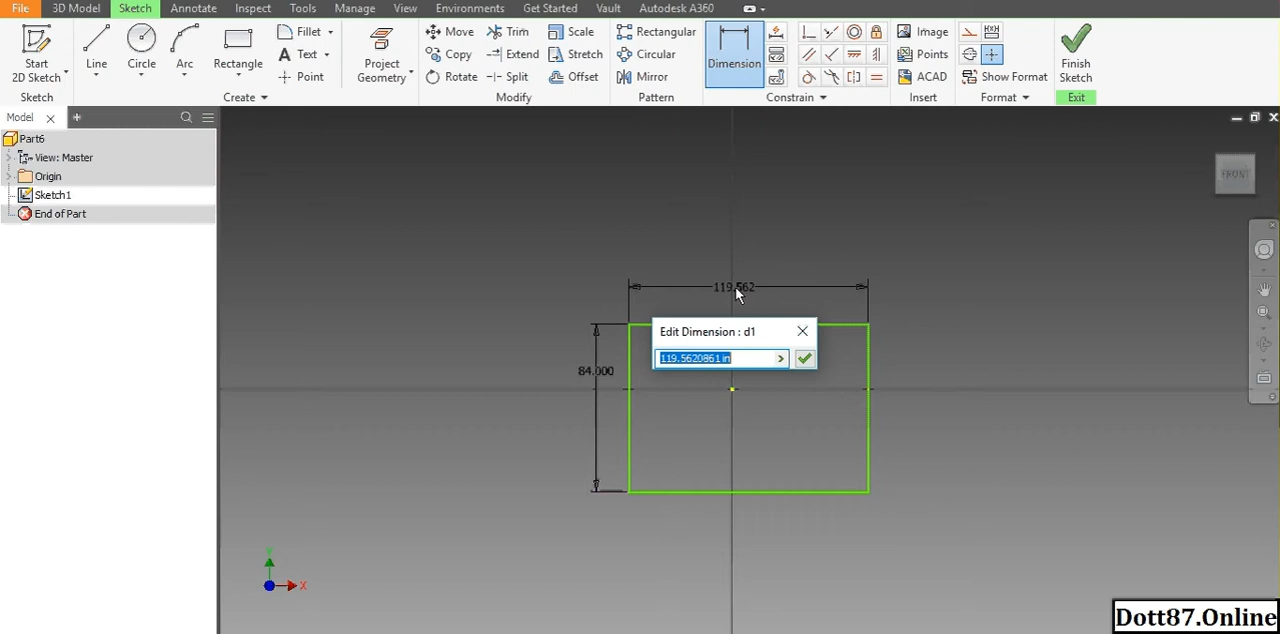 File 3D Model Sketch Annotate Inspect Tools Manage View Environments Get Started Vault Autodesk A360
Start 2D Sketch
Line
Circle
Arc
Rectangle
Fillet
Text
Point
Project Geometry
Move
Copy
Rotate
Trim
Extend
Split
Scale
Stretch
Offset
Rectangular
Circular
Mirror
Dimension
Image
Points
ACAD
Show Format
Finish Sketch
Sketch Create Modify Pattern Constrain Insert Format Exit
Model
Part6
View: Master
Origin
Sketch1
End of Part
FRONT
119.562
Edit Dimension : d1
119.5620861 in
84.000
X
Dott87.Online